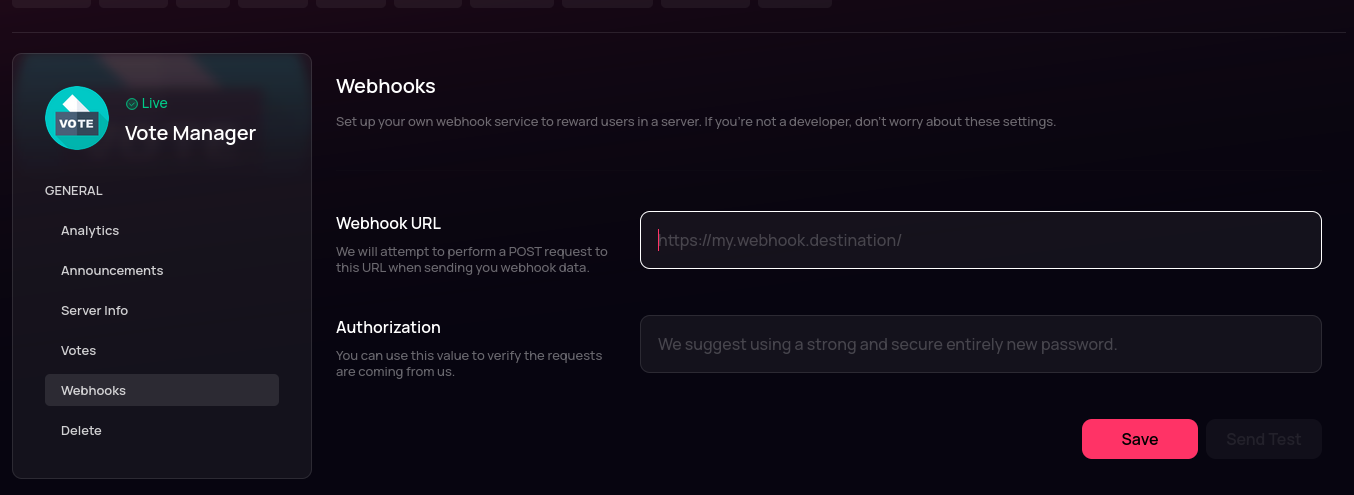 Live
VOTE
Vote Manager
GENERAL
Analytics
Announcements
Server Info
Votes
Webhooks
Delete
Webhooks
Set up your own webhook service to reward users in a server. If you're not a developer, don't worry about these settings.
Webhook URL
We will attempt to perform a POST request to
this URL when sending you webhook data.
https://my.webhook.destination/
Authorization
You can use this value to verify the requests
are coming from us.
We suggest using a strong and secure entirely new password.
Save
Send Test